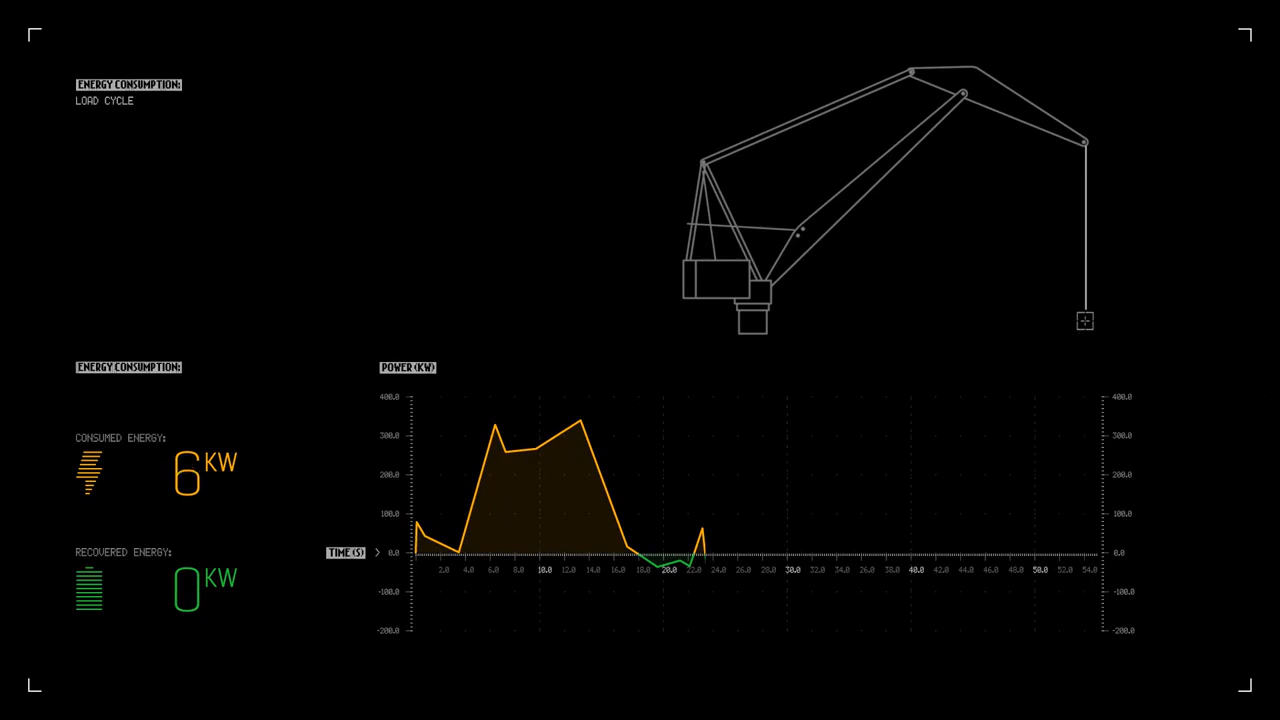 ENERGY CONSUMPTION:
LOAD CYCLE
ENERGY CONSUMPTION:
POWER (KW)
CONSUMED ENERGY:
6 KW
RECOVERED ENERGY:
0 KW
TIME (S)
400.0
300.0
200.0
100.0
0.0
-100.0
-200.0
2.0 4.0 6.0 8.0 10.0 12.0 14.0 16.0 18.0 20.0 22.0 24.0 26.0 28.0 30.0 32.0 34.0 36.0 38.0 40.0 42.0 44.0 46.0 48.0 50.0 52.0 54.0
400.0
300.0
200.0
100.0
0.0
-100.0
-200.0